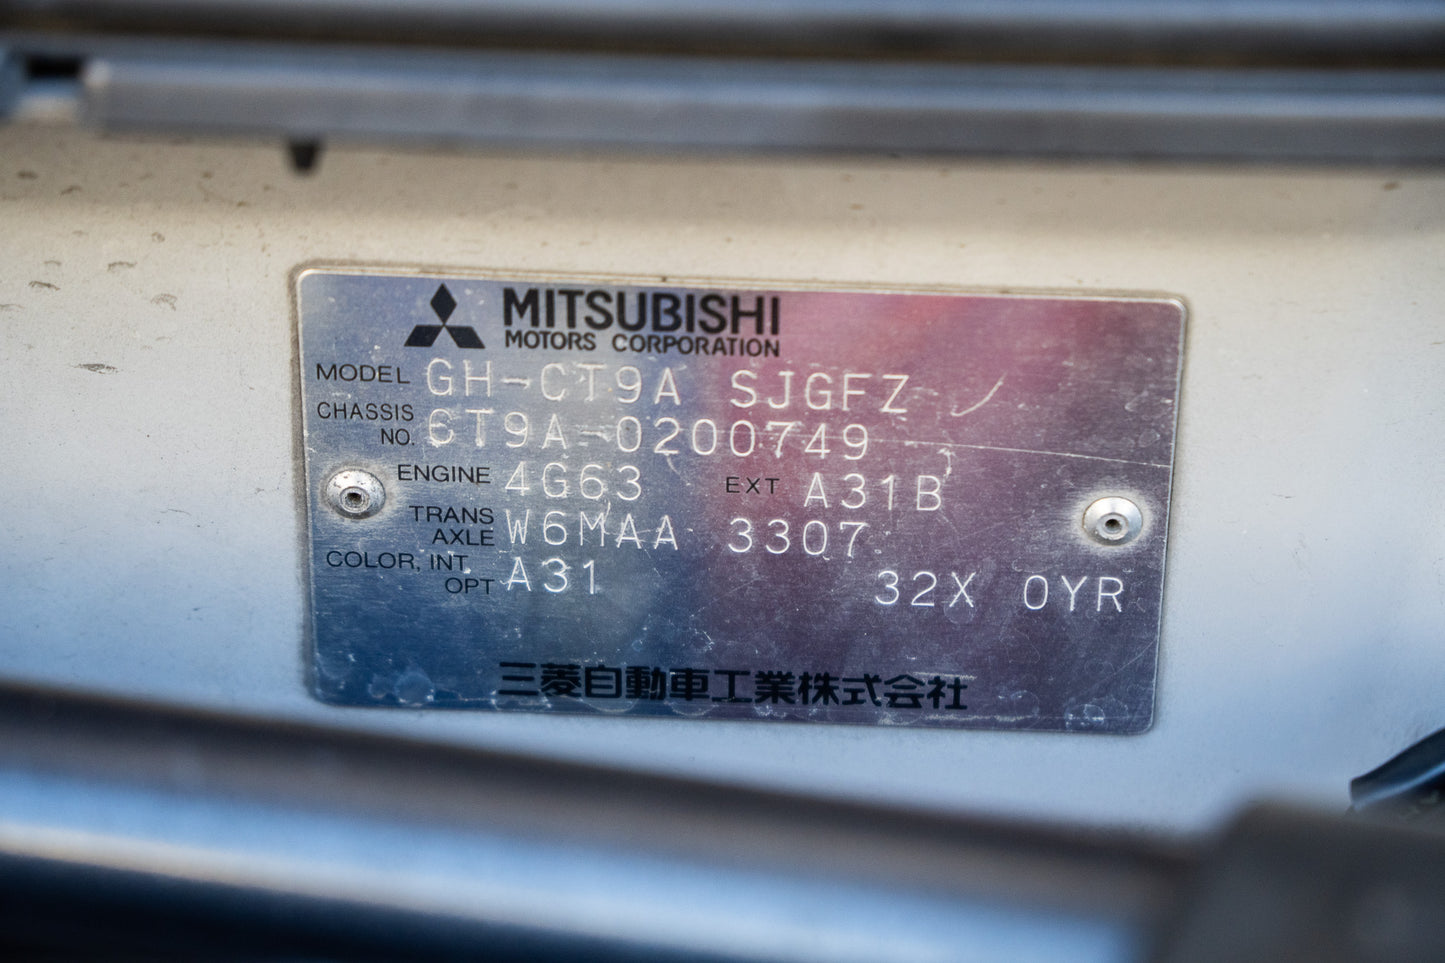 MITSUBISHI
MOTORS CORPORATION
MODEL GH-CT9A SJGFZ
CHASSIS NO. CT9A-0200749
ENGINE 4G63 EXT A31B
TRANS AXLE W6MAA 3307
COLOR, INT. OPT A31 32X 0YR
三菱自動車工業株式会社